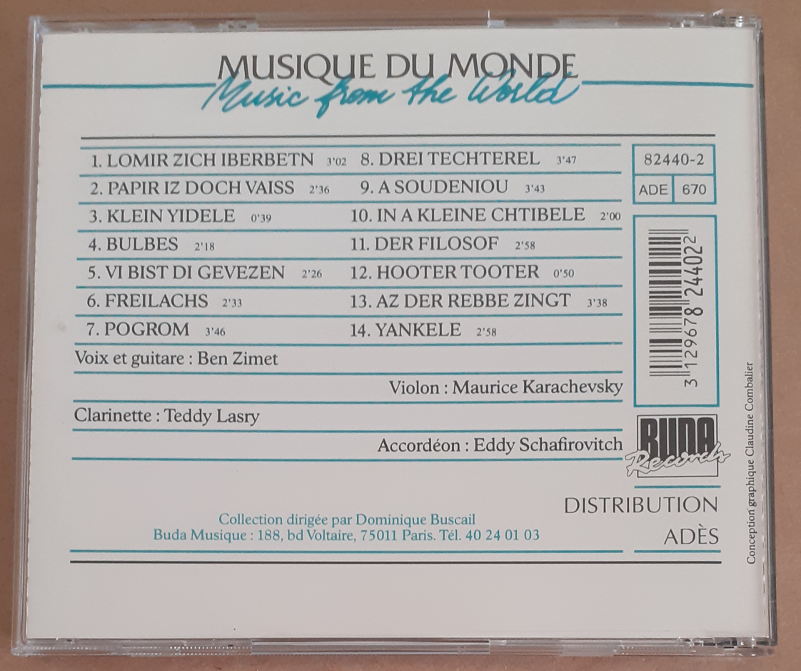 MUSIQUE DU MONDE
Music from the World
1. LOMIR ZICH IBERBETN 3'02
2. PAPIR IZ DOCH VAISS 2'36
3. KLEIN YIDELE 0'39
4. BULBES 2'18
5. VI BIST DI GEVEZEN 2'26
6. FREILACHS 2'33
7. POGROM 3'46
8. DREI TECHTEREL 3'47
9. A SOUDENIOU 3'43
10. IN A KLEINE CHTIBELE 2'00
11. DER FILOSOF 2'58
12. HOOTER TOOTER 0'50
13. AZ DER REBBE ZINGT 3'38
14. YANKELE 2'58
Voix et guitare : Ben Zimet
Violon : Maurice Karachevsky
Clarinette : Teddy Lasry
Accordéon : Eddy Schafirovitch
Collection dirigée par Dominique Buscail
Buda Musique : 188, bd Voltaire, 75011 Paris. Tél. 40 24 01 03
82440-2
ADE 670
3 129678 244022
BUDA
Records
DISTRIBUTION
ADÈS
Conception graphique Claudine Combalier